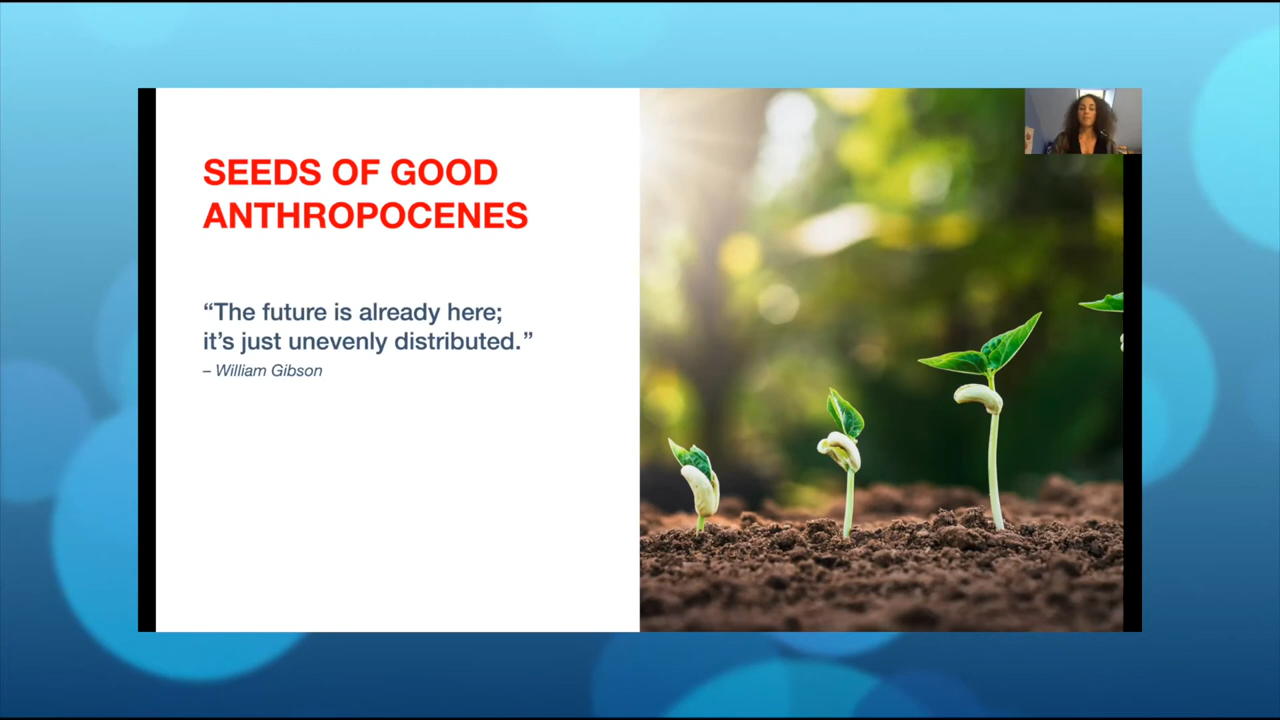 SEEDS OF GOOD
ANTHROPOCENES
“The future is already here;
it’s just unevenly distributed.”
– William Gibson